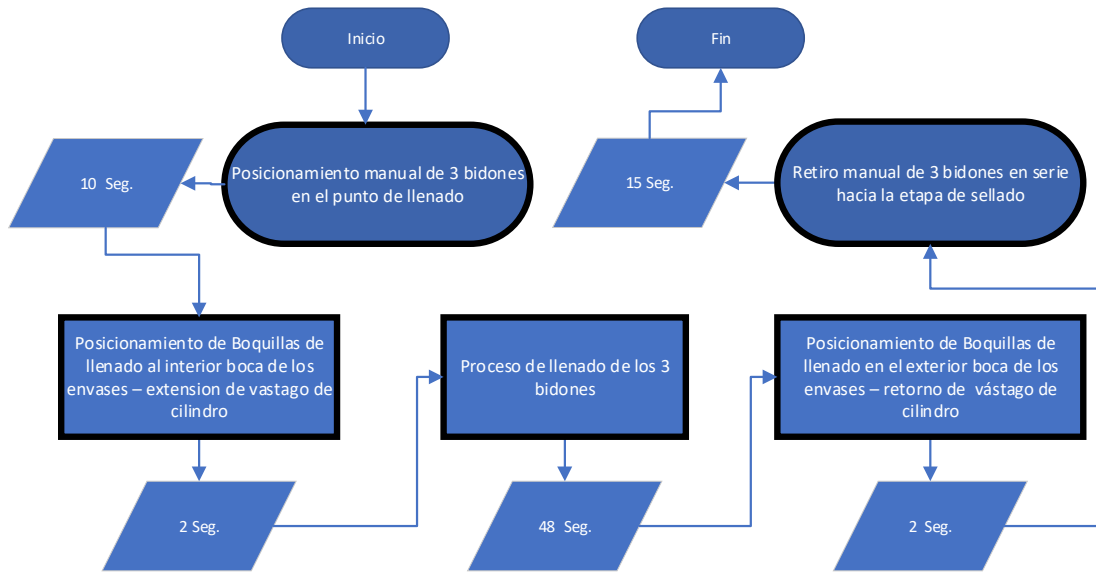 Inicio
Fin
Posicionamiento manual de 3 bidones
en el punto de llenado
10 Seg.
15 Seg.
Retiro manual de 3 bidones en serie
hacia la etapa de sellado
Posicionamiento de Boquillas de
llenado al interior boca de los
envases – extension de vastago de
cilindro
Proceso de llenado de los 3
bidones
Posicionamiento de Boquillas de
llenado en el exterior boca de los
envases – retorno de vástago de
cilindro
2 Seg.
48 Seg.
2 Seg.